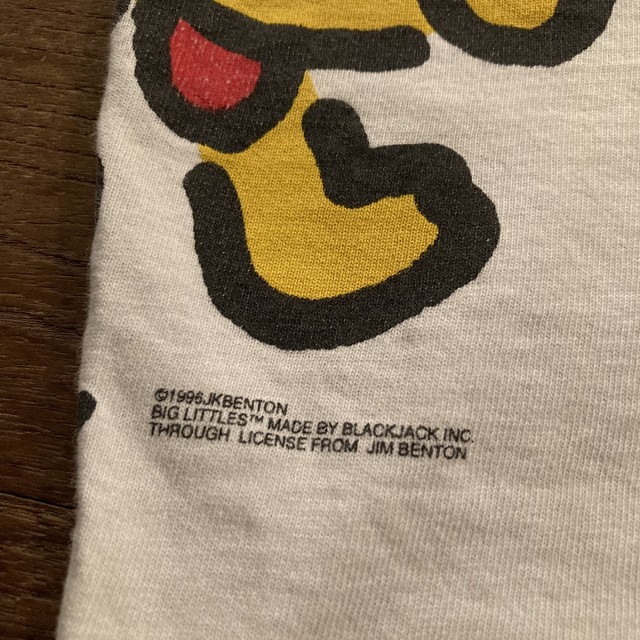 ©1996JKBENTON
BIG LITTLES™ MADE BY BLACKJACK INC.
THROUGH LICENSE FROM JIM BENTON